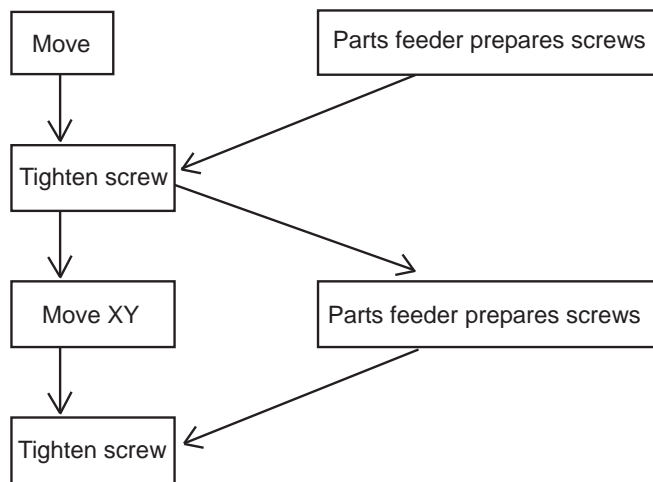 Move
Parts feeder prepares screws
Tighten screw
Move XY
Parts feeder prepares screws
Tighten screw